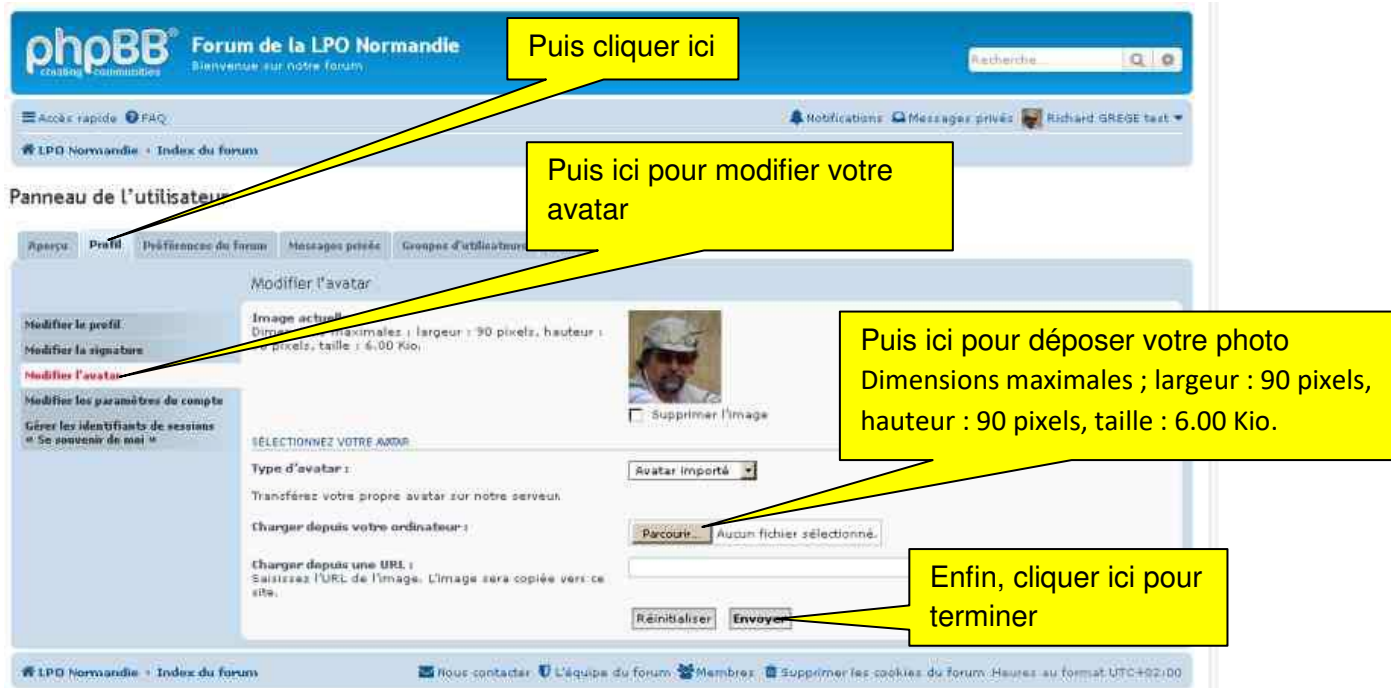 phpBB®
creating communities
Forum de la LPO Normandie
Bienvenue sur notre forum
Puis cliquer ici
Recherche...
Accès rapide FAQ
Notifications Messages privés Richard GREGE test
LPO Normandie ‹ Index du forum
Puis ici pour modifier votre
avatar
Panneau de l'utilisateur
Aperçu Profil Préférences du forum Messages privés Groupes d'utilisateurs
Modifier l'avatar
Modifier le profil
Modifier la signature
Modifier l'avatar
Modifier les paramètres de compte
Gérer les identifiants de sessions
« Se souvenir de moi »
Image actuelle
maximales : largeur : 90 pixels, hauteur :
pixels, taille : 6.00 Kio.
Supprimer l'image
Puis ici pour déposer votre photo
Dimensions maximales ; largeur : 90 pixels,
hauteur : 90 pixels, taille : 6.00 Kio.
SÉLECTIONNEZ VOTRE AVATAR
Type d'avatar :
Avatar importé
Transférez votre propre avatar sur notre serveur.
Charger depuis votre ordinateur :
Parcourir... Aucun fichier sélectionné.
Charger depuis une URL :
Saisissez l'URL de l'image. L'image sera copiée vers ce
site.
Enfin, cliquer ici pour
terminer
Réinitialiser Envoyer
LPO Normandie ‹ Index du forum
Nous contacter L'équipe du forum Membres Supprimer les cookies du forum Heures au format UTC+02:00